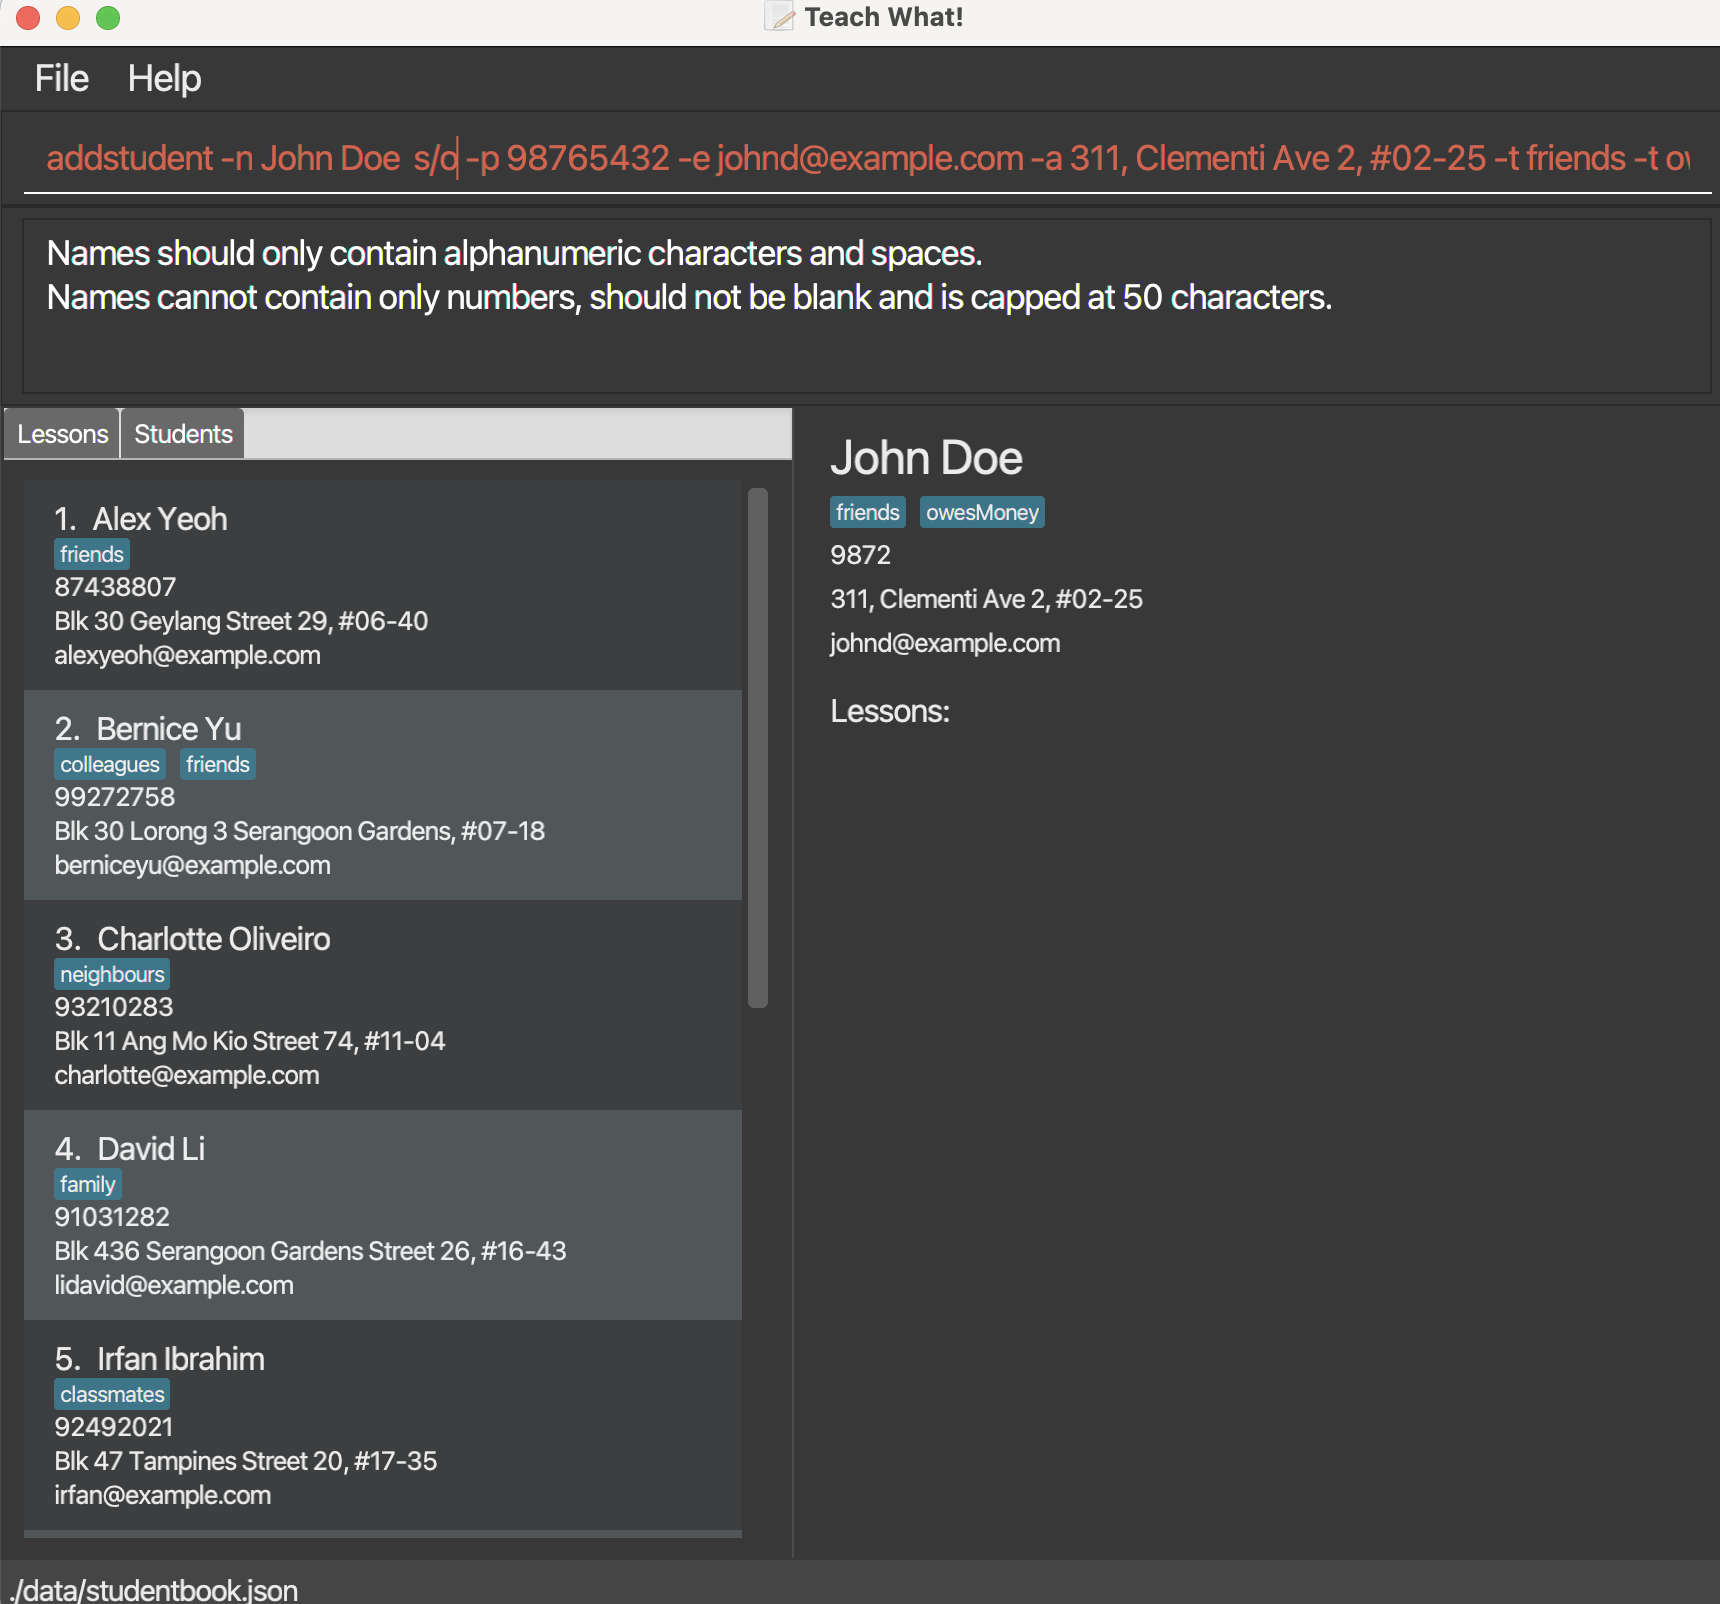 Teach What!
File Help
addstudent -n John Doe  s/o -p 98765432 -e johnd@example.com -a 311, Clementi Ave 2, #02-25 -t friends -t
Names should only contain alphanumeric characters and spaces.
Names cannot contain only numbers, should not be blank and is capped at 50 characters.
Lessons Students
1. Alex Yeoh
friends
87438807
Blk 30 Geylang Street 29, #06-40
alexyeoh@example.com
2. Bernice Yu
colleagues friends
99272758
Blk 30 Lorong 3 Serangoon Gardens, #07-18
berniceyu@example.com
3. Charlotte Oliveiro
neighbours
93210283
Blk 11 Ang Mo Kio Street 74, #11-04
charlotte@example.com
4. David Li
family
91031282
Blk 436 Serangoon Gardens Street 26, #16-43
lidavid@example.com
5. Irfan Ibrahim
classmates
92492021
Blk 47 Tampines Street 20, #17-35
irfan@example.com
John Doe
friends owesMoney
9872
311, Clementi Ave 2, #02-25
johnd@example.com
Lessons:
./data/studentbook.json